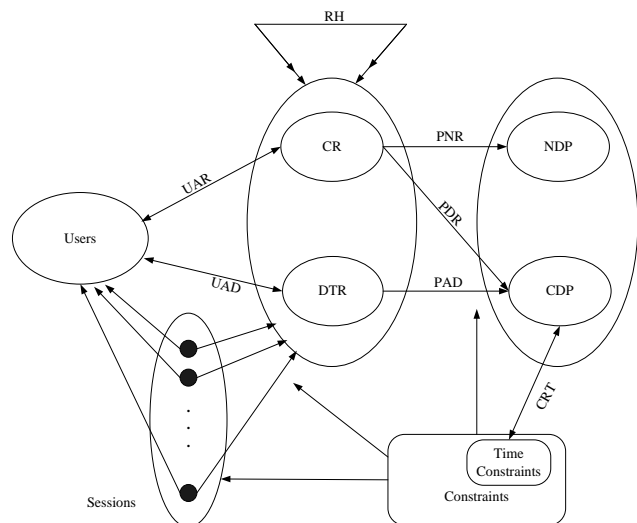 RH
CR
PNR
NDP
UAR
PDR
Users
UAD
DTR
PAD
CDP
CRT
.
.
.
.
Time
Constraints
Constraints
Sessions